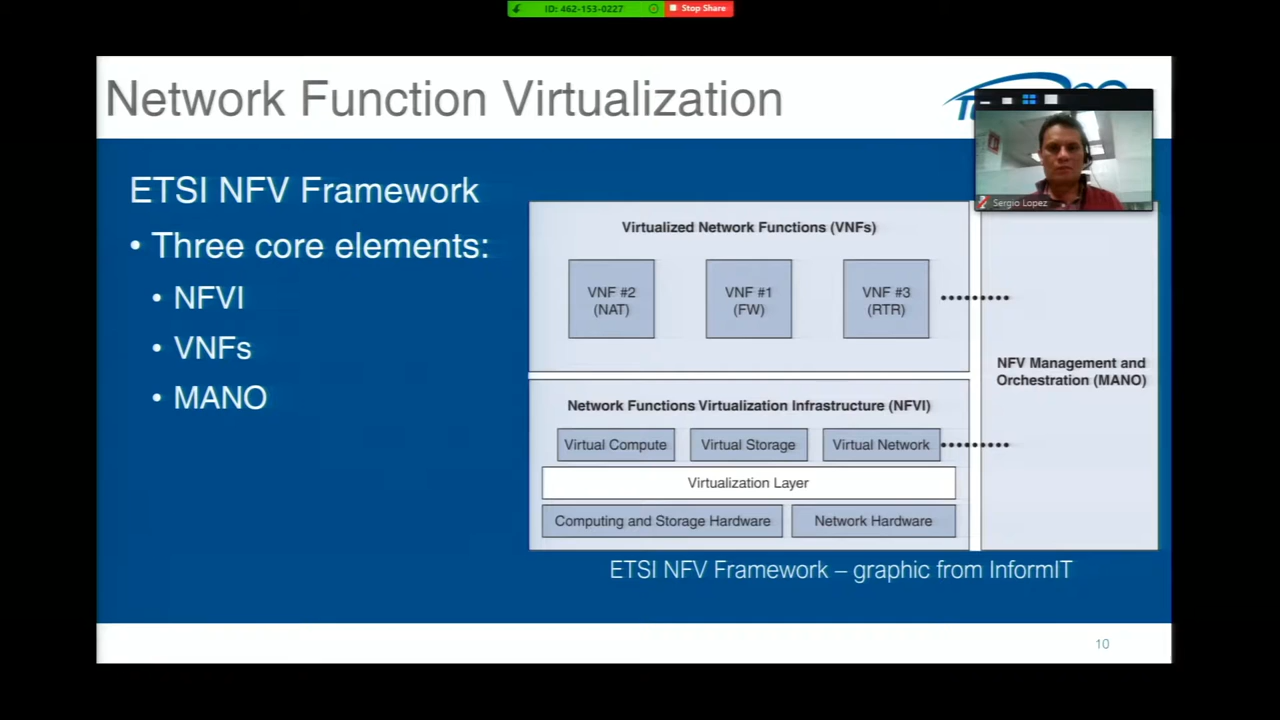 ID: 462-153-0227
Stop Share
Network Function Virtualization
Sergio Lopez
ETSI NFV Framework
• Three core elements:
• NFVI
• VNFs
• MANO
Virtualized Network Functions (VNFs)
VNF #2
(NAT)
VNF #1
(FW)
VNF #3
(RTR)
NFV Management and
Orchestration (MANO)
Network Functions Virtualization Infrastructure (NFVI)
Virtual Compute
Virtual Storage
Virtual Network
Virtualization Layer
Computing and Storage Hardware
Network Hardware
ETSI NFV Framework – graphic from InformIT
10